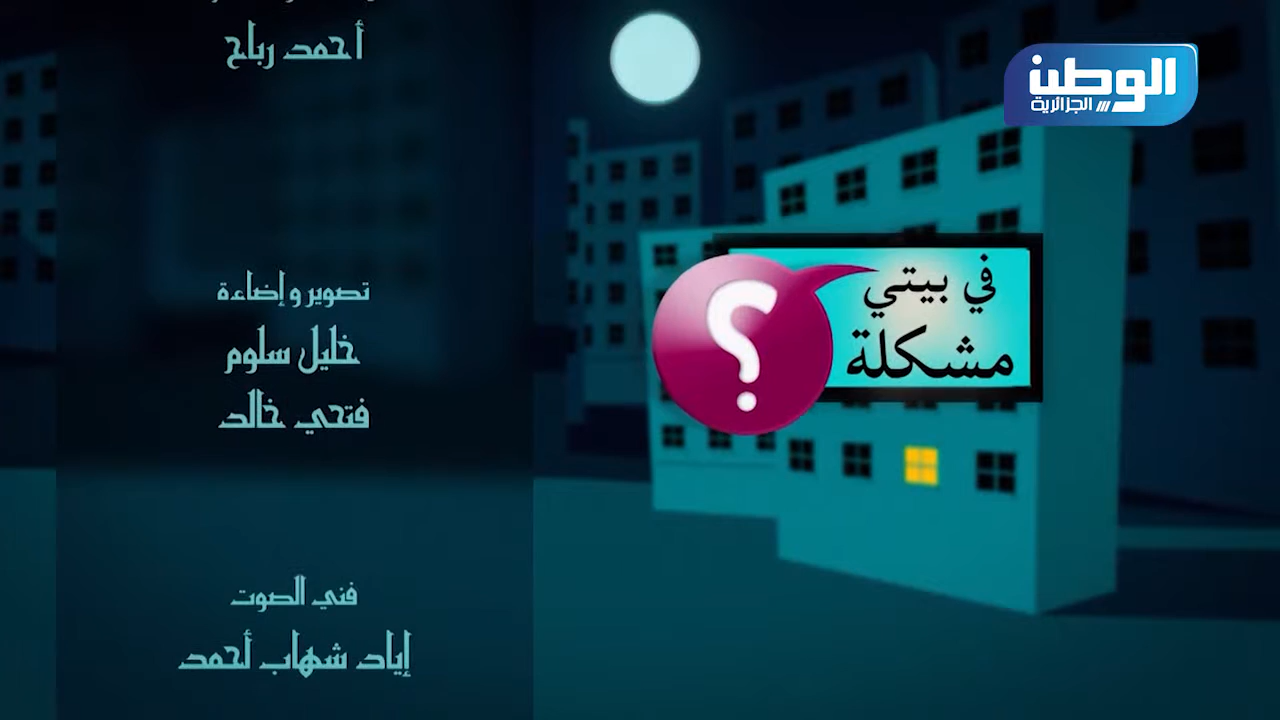 أحمد رباح
الوطن
الجزائرية
في بيتي
مشكلة
؟
تصوير و إضاءة
خليل سلوم
فتحي خالد
فني الصوت
إياد شهاب أحمد